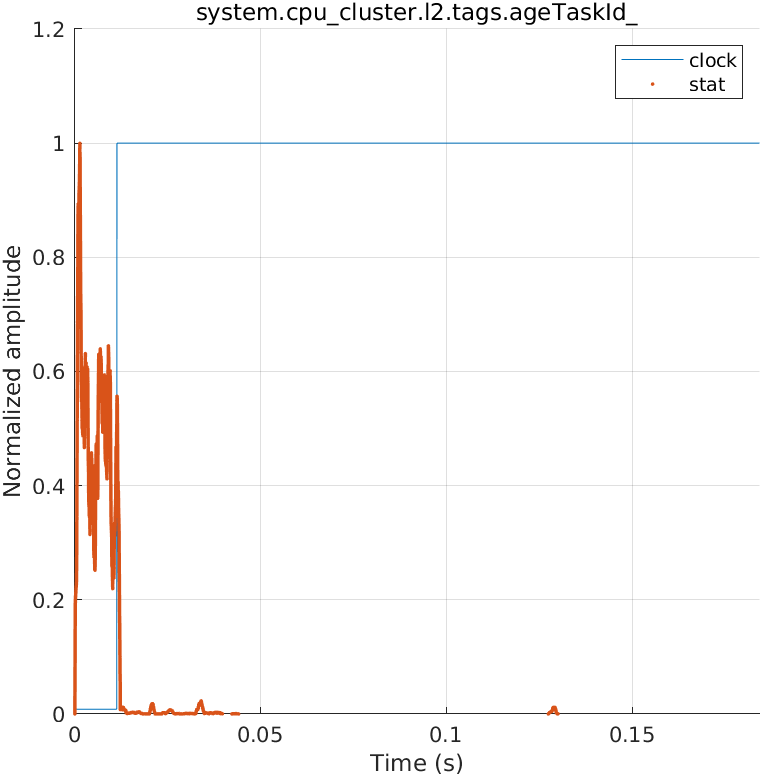 system.cpu_cluster.l2.tags.ageTaskId_
1.2
clock
stat
1
0.8
Normalized amplitude
0.6
0.4
0.2
0
0
0.05
0.1
0.15
Time (s)